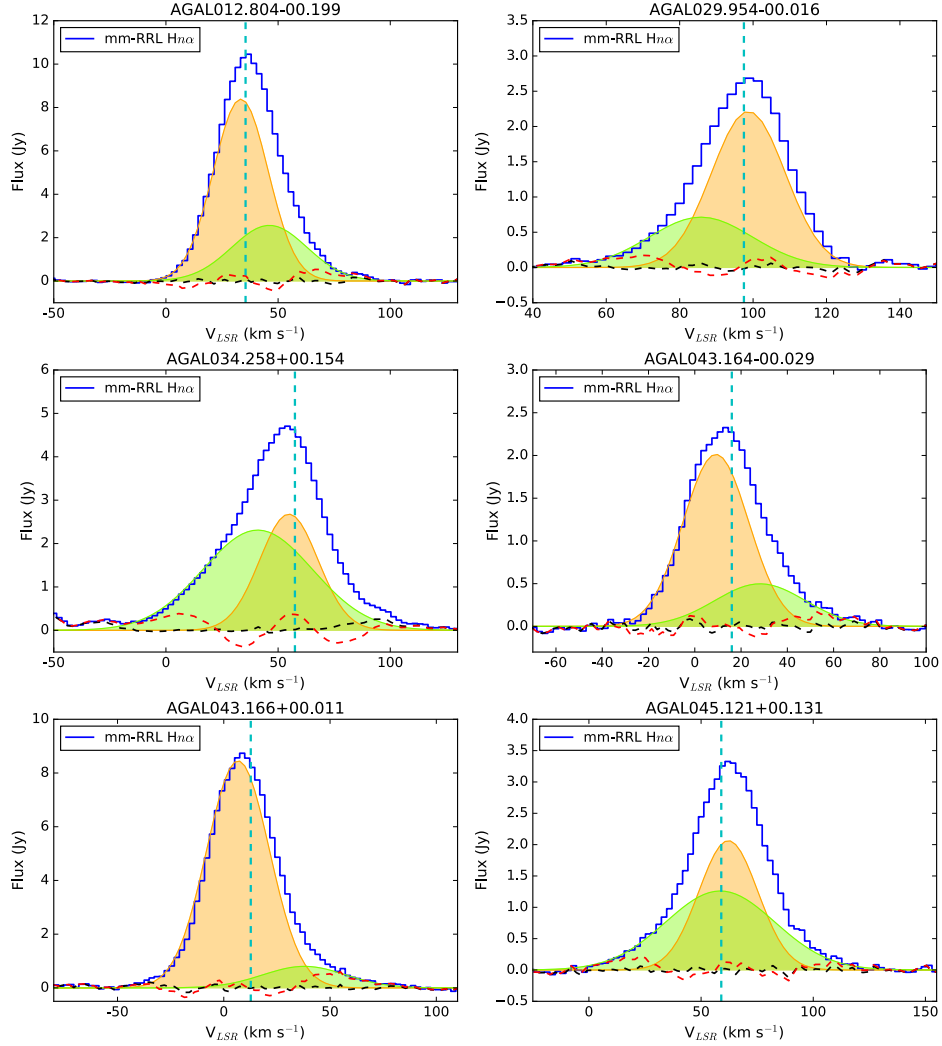 AGAL012.804-00.199
mm-RRL Hnα
12
10
8
6
4
2
0
Flux (Jy)
-50 0 50 100
V_LSR (km s⁻¹)
AGAL029.954-00.016
mm-RRL Hnα
3.5
3.0
2.5
2.0
1.5
1.0
0.5
0.0
−0.5
Flux (Jy)
40 60 80 100 120 140
V_LSR (km s⁻¹)
AGAL034.258+00.154
mm-RRL Hnα
6
5
4
3
2
1
0
Flux (Jy)
-50 0 50 100
V_LSR (km s⁻¹)
AGAL043.164-00.029
mm-RRL Hnα
3.0
2.5
2.0
1.5
1.0
0.5
0.0
Flux (Jy)
-60 -40 -20 0 20 40 60 80 100
V_LSR (km s⁻¹)
AGAL043.166+00.011
mm-RRL Hnα
10
8
6
4
2
0
Flux (Jy)
-50 0 50 100
V_LSR (km s⁻¹)
AGAL045.121+00.131
mm-RRL Hnα
4.0
3.5
3.0
2.5
2.0
1.5
1.0
0.5
0.0
−0.5
Flux (Jy)
0 50 100 150
V_LSR (km s⁻¹)